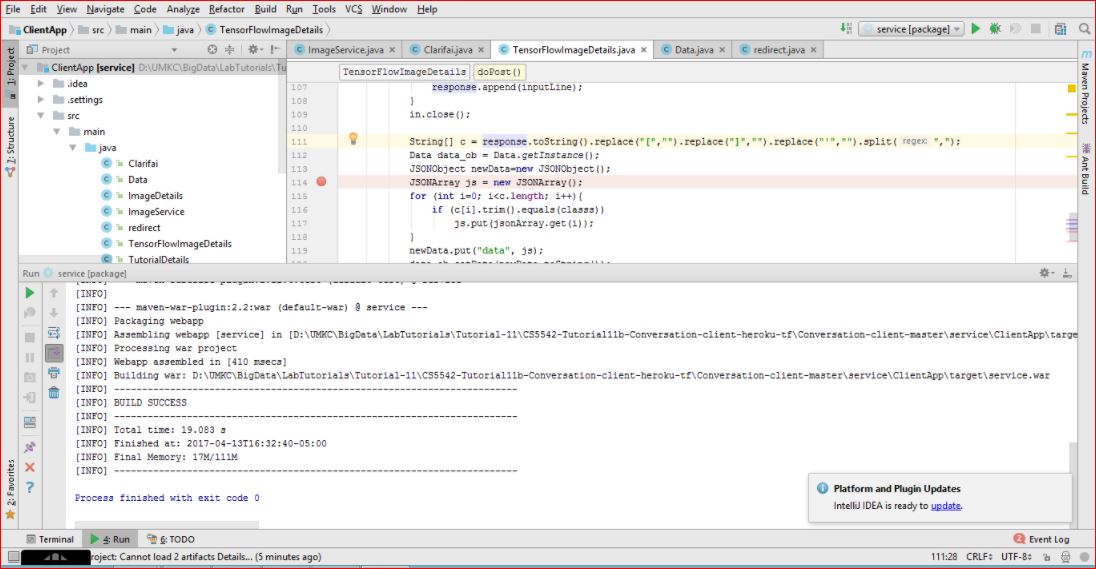 File Edit View Navigate Code Analyze Refactor Build Run Tools VCS Window Help
ClientApp src main java TensorFlowImageDetails service [package]
1: Project
7: Structure
2: Favorites
Project
ImageService.java Clarifai.java TensorFlowImageDetails.java Data.java redirect.java
ClientApp [service] D:\UMKC\BigData\LabTutorials\Tu
.idea
.settings
src
main
java
Clarifai
Data
ImageDetails
ImageService
redirect
TensorFlowImageDetails
TutorialDetails
TensorFlowImageDetails doPost()
107 response.append(inputLine);
108 }
109 in.close();
110
111 String[] c = response.toString().replace("[","").replace("]","").replace("'","").split( regex: ",");
112 Data data_ob = Data.getInstance();
113 JSONObject newData=new JSONObject();
114 JSONArray js = new JSONArray();
115 for (int i=0; i<c.length; i++){
116 if (c[i].trim().equals(classs))
117 js.put(jsonArray.get(i));
118 }
119 newData.put("data", js);
Maven Projects
Ant Build
Run service [package]
[INFO]
[INFO] --- maven-war-plugin:2.2:war (default-war) @ service ---
[INFO] Packaging webapp
[INFO] Assembling webapp [service] in [D:\UMKC\BigData\LabTutorials\Tutorial-11\CS5542-Tutorial11b-Conversation-client-heroku-tf\Conversation-client-master\service\ClientApp\targe
[INFO] Processing war project
[INFO] Webapp assembled in [410 msecs]
[INFO] Building war: D:\UMKC\BigData\LabTutorials\Tutorial-11\CS5542-Tutorial11b-Conversation-client-heroku-tf\Conversation-client-master\service\ClientApp\target\service.war
[INFO] ------------------------------------------------------------------------
[INFO] BUILD SUCCESS
[INFO] ------------------------------------------------------------------------
[INFO] Total time: 19.083 s
[INFO] Finished at: 2017-04-13T16:32:40-05:00
[INFO] Final Memory: 17M/111M
[INFO] ------------------------------------------------------------------------
Process finished with exit code 0
Platform and Plugin Updates
IntelliJ IDEA is ready to update.
Terminal 4: Run 6: TODO 2 Event Log
roject: Cannot load 2 artifacts Details... (5 minutes ago) 111:28 CRLF UTF-8